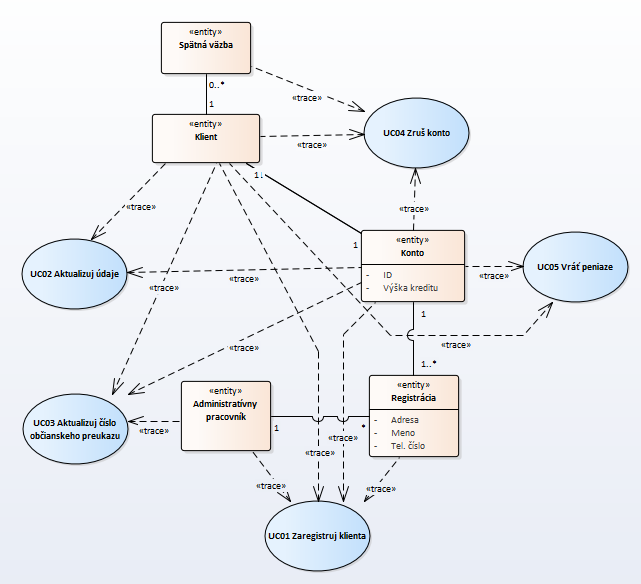 «entity»
Spätná väzba
0..*
«trace»
1
«entity»
Klient
«trace»
UC04 Zruš konto
1
«trace»
«trace»
1
«entity»
Konto
- ID
- Výška kreditu
UC02 Aktualizuj údaje
«trace»
«trace»
UC05 Vráť peniaze
«trace»
1
«trace»
«trace»
1..*
«entity»
Administratívny
pracovník
«entity»
Registrácia
- Adresa
- Meno
- Tel. číslo
UC03 Aktualizuj číslo
občianskeho preukazu
«trace»
1
*
«trace»
«trace»
«trace»
«trace»
UC01 Zaregistruj klienta